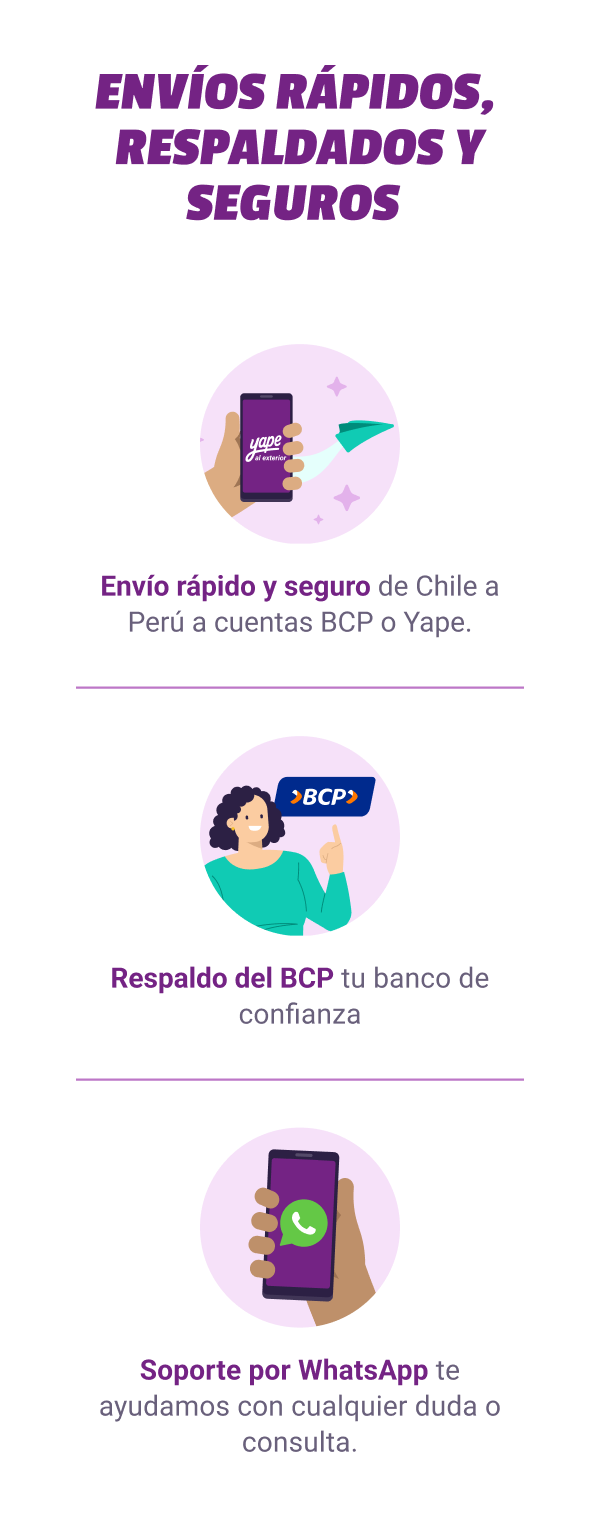 ENVÍOS RÁPIDOS,
RESPALDADOS Y
SEGUROS
yape
al exterior
Envío rápido y seguro de Chile a
Perú a cuentas BCP o Yape.
BCP
Respaldo del BCP tu banco de
confianza
Soporte por WhatsApp te
ayudamos con cualquier duda o
consulta.